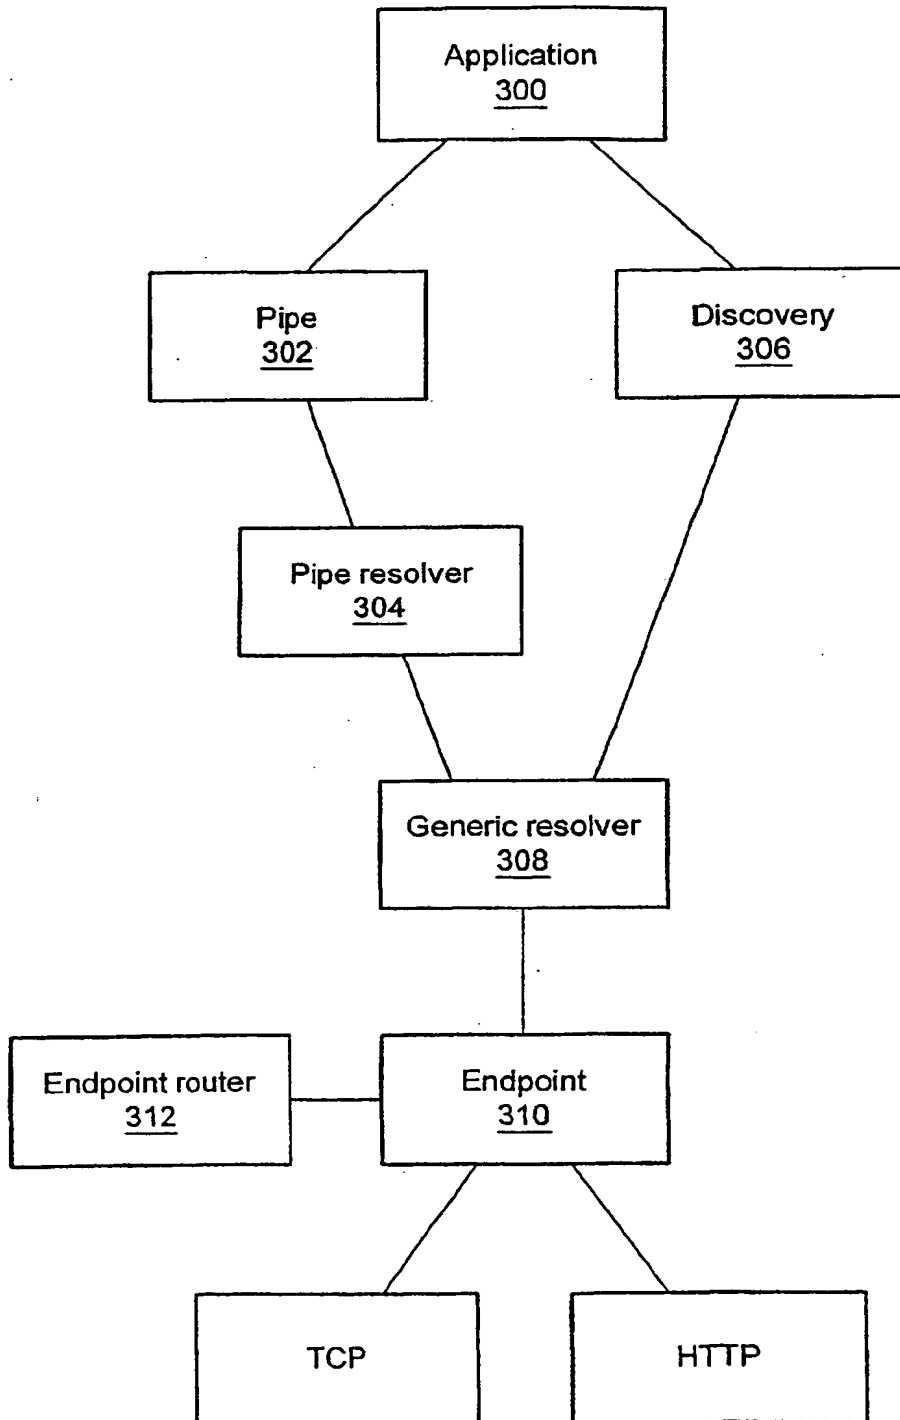 Application
300
Pipe
302
Discovery
306
Pipe resolver
304
Generic resolver
308
Endpoint router
312
Endpoint
310
TCP
HTTP